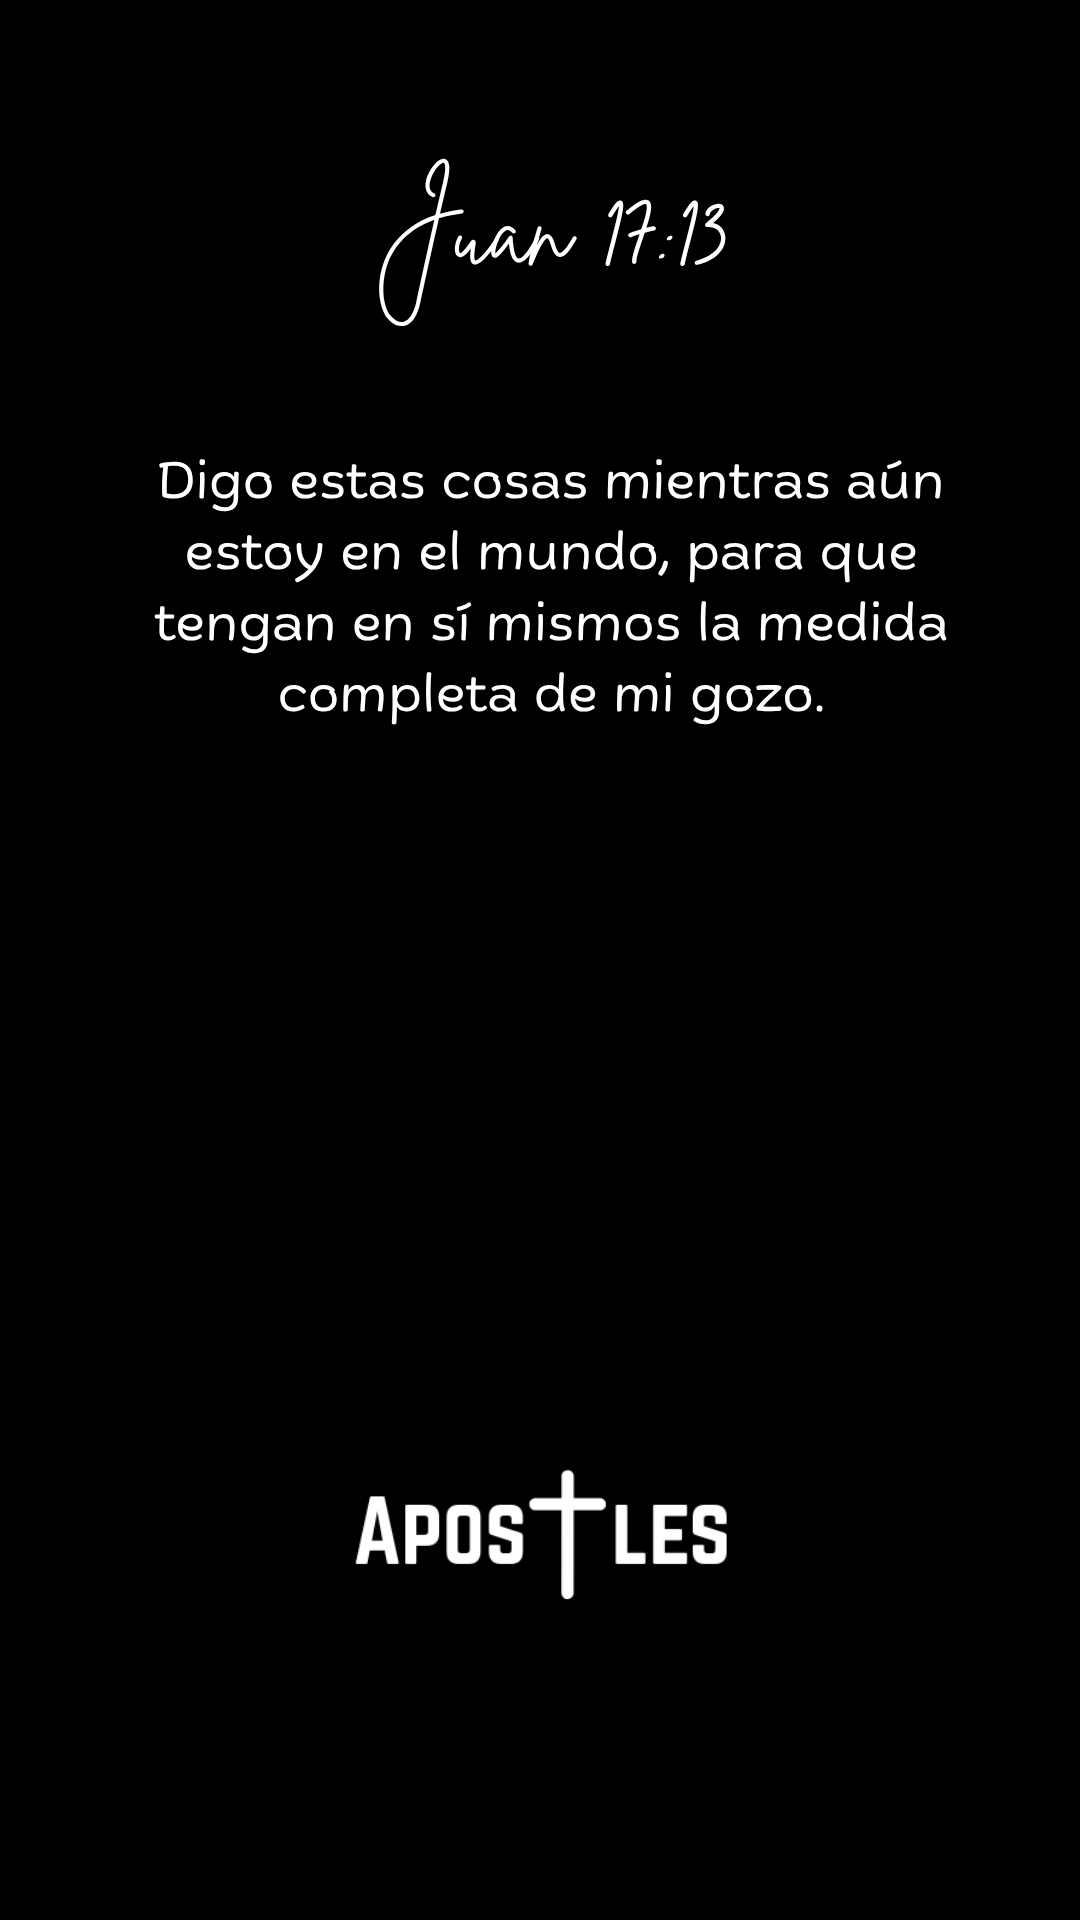 Juan 17:13
Digo estas cosas mientras aún
estoy en el mundo, para que
tengan en sí mismos la medida
completa de mi gozo.
APOSTLES